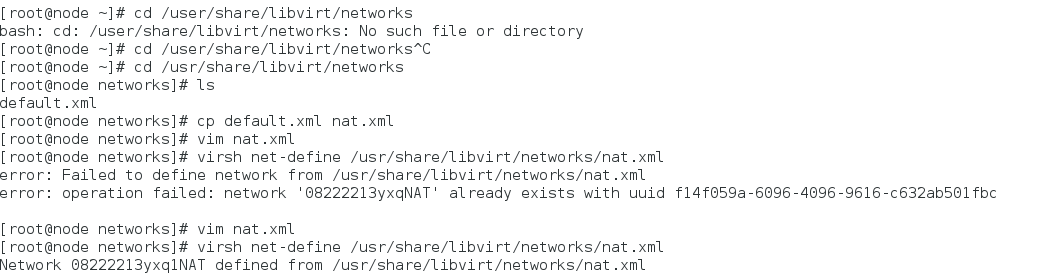 [root@node ~]# cd /user/share/libvirt/networks
bash: cd: /user/share/libvirt/networks: No such file or directory
[root@node ~]# cd /user/share/libvirt/networks^C
[root@node ~]# cd /usr/share/libvirt/networks
[root@node networks]# ls
default.xml
[root@node networks]# cp default.xml nat.xml
[root@node networks]# vim nat.xml
[root@node networks]# virsh net-define /usr/share/libvirt/networks/nat.xml
error: Failed to define network from /usr/share/libvirt/networks/nat.xml
error: operation failed: network '08222213yxqNAT' already exists with uuid f14f059a-6096-4096-9616-c632ab501fbc
[root@node networks]# vim nat.xml
[root@node networks]# virsh net-define /usr/share/libvirt/networks/nat.xml
Network 08222213yxq1NAT defined from /usr/share/libvirt/networks/nat.xml